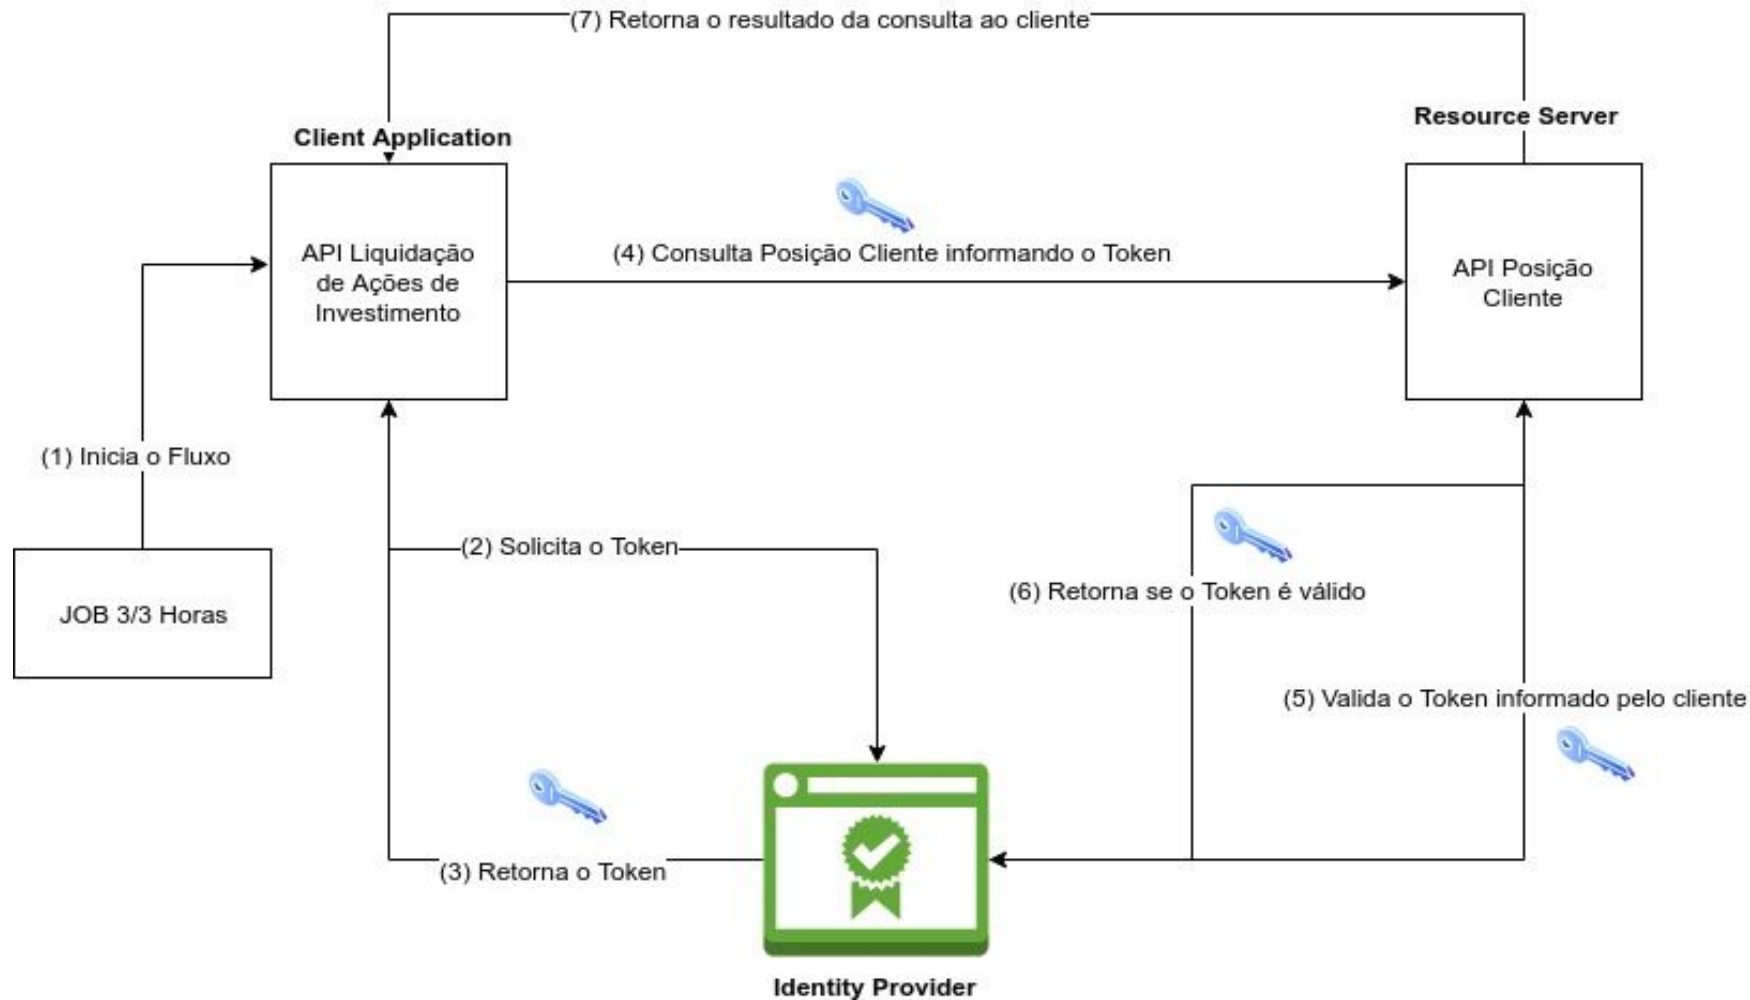 (7) Retorna o resultado da consulta ao cliente
Client Application
Resource Server
API Liquidação
de Ações de
Investimento
(4) Consulta Posição Cliente informando o Token
API Posição
Cliente
(1) Inicia o Fluxo
(2) Solicita o Token
JOB 3/3 Horas
(6) Retorna se o Token é válido
(5) Valida o Token informado pelo cliente
(3) Retorna o Token
Identity Provider